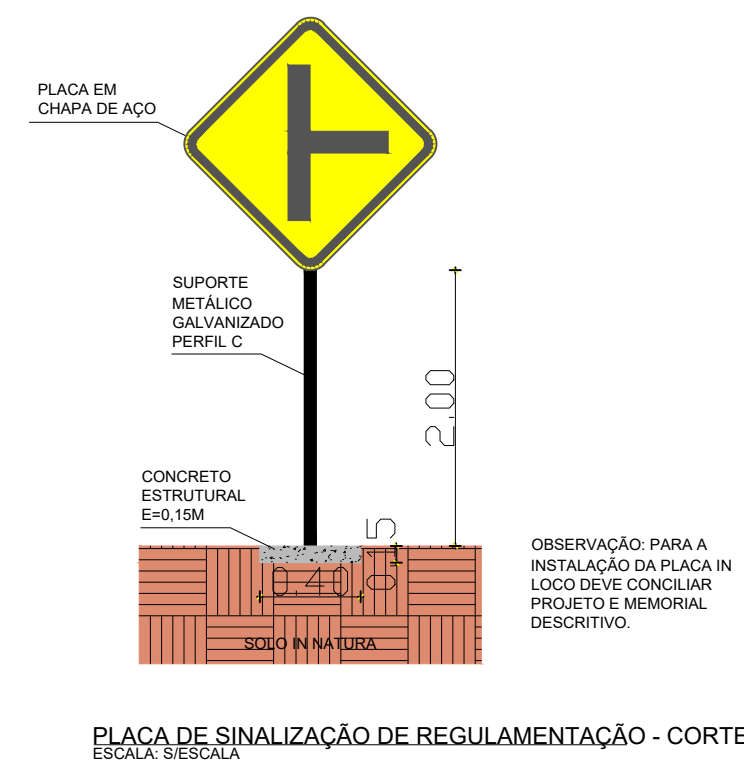 PLACA EM
CHAPA DE AÇO
SUPORTE
METÁLICO
GALVANIZADO
PERFIL C
2.00
CONCRETO
ESTRUTURAL
E=0,15M
0.15
0.40
SOLO IN NATURA
OBSERVAÇÃO: PARA A
INSTALAÇÃO DA PLACA IN
LOCO DEVE CONCILIAR
PROJETO E MEMORIAL
DESCRITIVO.
PLACA DE SINALIZAÇÃO DE REGULAMENTAÇÃO - CORTE
ESCALA: S/ESCALA